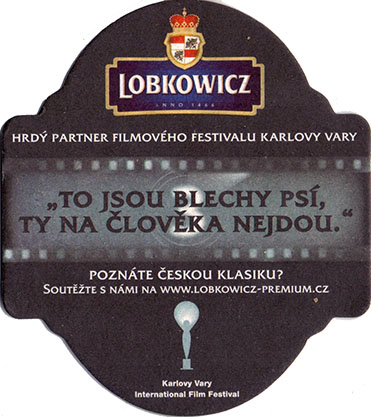 LOBKOWICZ
ANNO 1466
HRDÝ PARTNER FILMOVÉHO FESTIVALU KARLOVY VARY
„TO JSOU BLECHY PSÍ,
TY NA ČLOVĚKA NEJDOU.“
POZNÁTE ČESKOU KLASIKU?
SOUTĚŽTE S NÁMI NA WWW.LOBKOWICZ-PREMIUM.CZ
Karlovy Vary
International Film Festival